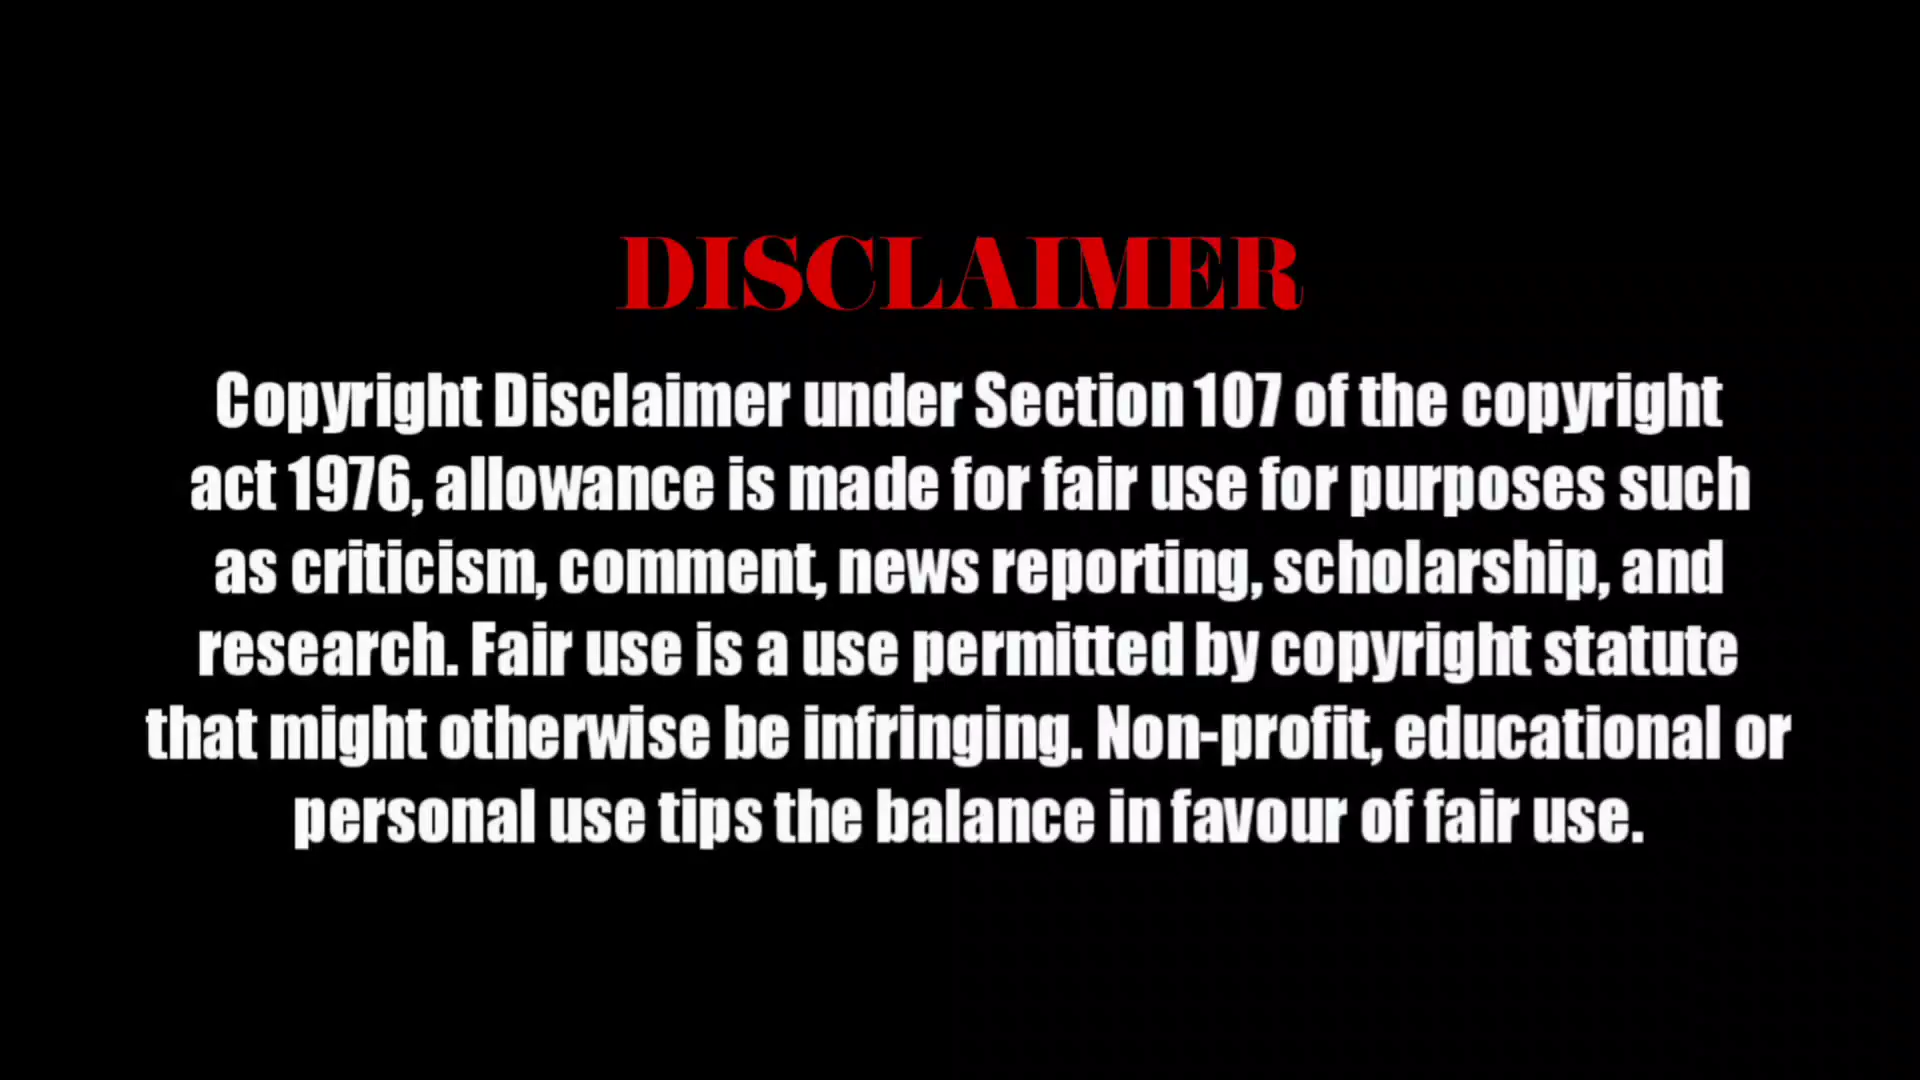 DISCLAIMER
Copyright Disclaimer under Section 107 of the copyright
act 1976, allowance is made for fair use for purposes such
as criticism, comment, news reporting, scholarship, and
research. Fair use is a use permitted by copyright statute
that might otherwise be infringing. Non-profit, educational or
personal use tips the balance in favour of fair use.